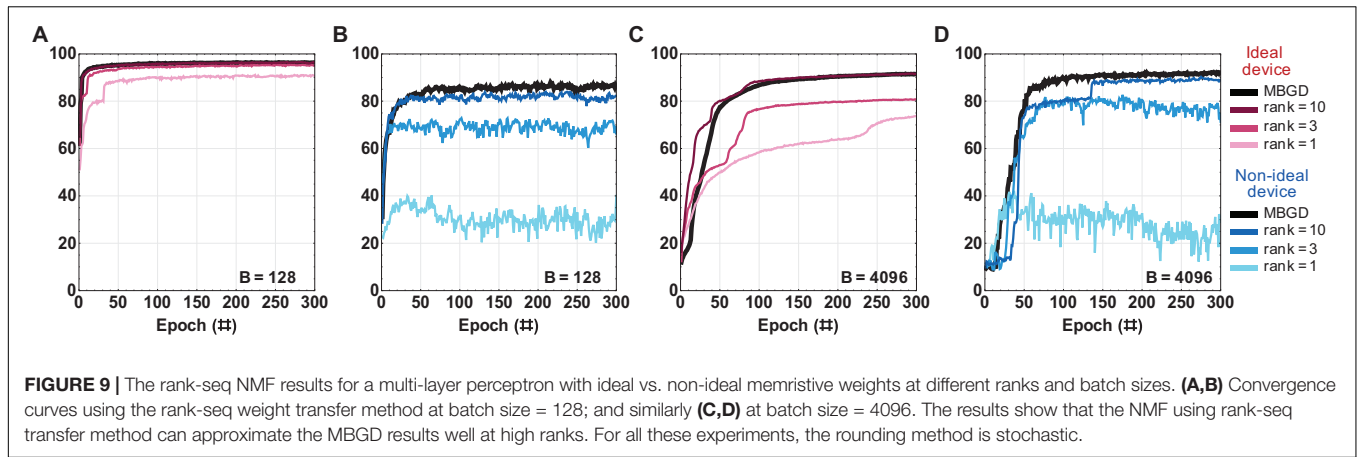 A
100
80
60
40
20
0
0 50 100 150 200 250 300
Epoch (#)
B = 128
B
100
80
60
40
20
0
0 50 100 150 200 250 300
Epoch (#)
B = 128
C
100
80
60
40
20
0
0 50 100 150 200 250 300
Epoch (#)
B = 4096
D
100
80
60
40
20
0
0 50 100 150 200 250 300
Epoch (#)
B = 4096
Ideal
device
MBGD
rank = 10
rank = 3
rank = 1
Non-ideal
device
MBGD
rank = 10
rank = 3
rank = 1
FIGURE 9 | The rank-seq NMF results for a multi-layer perceptron with ideal vs. non-ideal memristive weights at different ranks and batch sizes. (A,B) Convergence
curves using the rank-seq weight transfer method at batch size = 128; and similarly (C,D) at batch size = 4096. The results show that the NMF using rank-seq
transfer method can approximate the MBGD results well at high ranks. For all these experiments, the rounding method is stochastic.